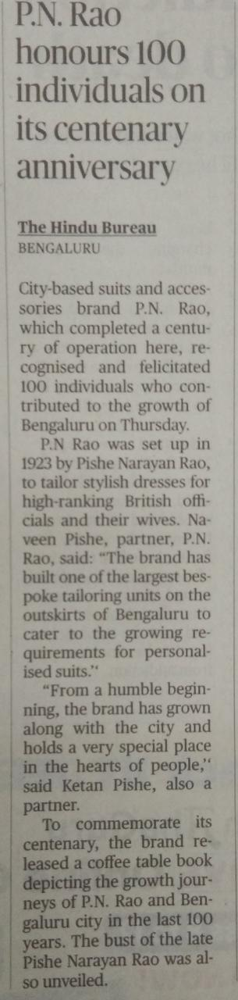 P.N. Rao
honours 100
individuals on
its centenary
anniversary
The Hindu Bureau
BENGALURU
City-based suits and acces-
sories brand P.N. Rao,
which completed a centu-
ry of operation here, re-
cognised and felicitated
100 individuals who con-
tributed to the growth of
Bengaluru on Thursday.
P.N Rao was set up in
1923 by Pishe Narayan Rao,
to tailor stylish dresses for
high-ranking British offi-
cials and their wives. Na-
veen Pishe, partner, P.N.
Rao, said: “The brand has
built one of the largest bes-
poke tailoring units on the
outskirts of Bengaluru to
cater to the growing re-
quirements for personal-
ised suits.”
“From a humble begin-
ning, the brand has grown
along with the city and
holds a very special place
in the hearts of people,”
said Ketan Pishe, also a
partner.
To commemorate its
centenary, the brand re-
leased a coffee table book
depicting the growth jour-
neys of P.N. Rao and Ben-
galuru city in the last 100
years. The bust of the late
Pishe Narayan Rao was al-
so unveiled.